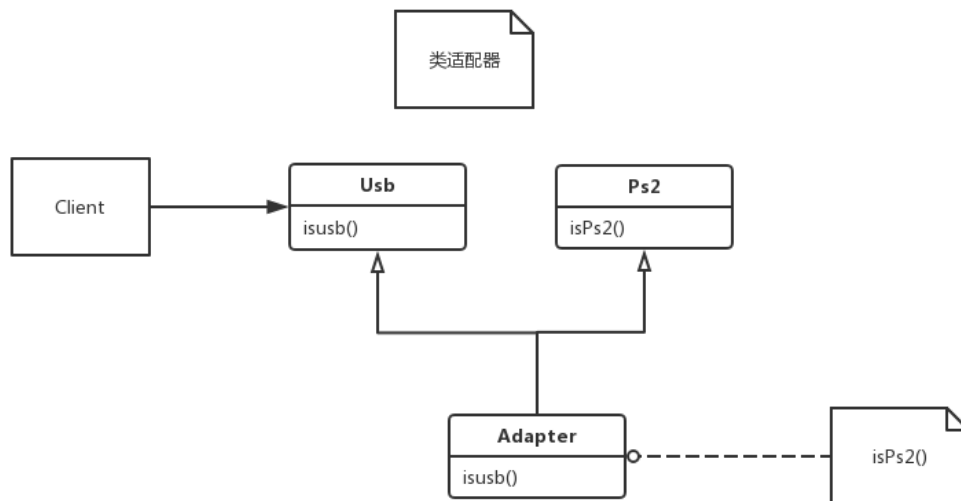 类适配器
Client
Usb
isusb()
Ps2
isPs2()
Adapter
isusb()
isPs2()